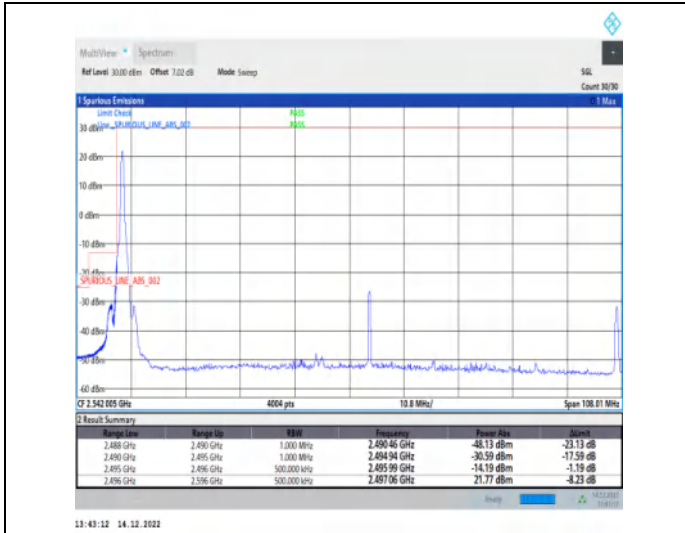 MultiView Spectrum
Ref Level 30.00 dBm Offset 7.02 dB Mode Sweep SGL
Count 30/30
1 Spurious Emissions 1 Max
Limit Check PASS
Line _SPURIOUS_LINE_ABS_002 PASS
30 dBm
20 dBm
10 dBm
0 dBm
-10 dBm
-20 dBm
_SPURIOUS_LINE_ABS_002
-30 dBm
-40 dBm
-50 dBm
-60 dBm
CF 2.542 005 GHz 4004 pts 10.8 MHz/ Span 108.01 MHz
2 Result Summary
Range Low Range Up RBW Frequency Power Abs ΔLimit
2.488 GHz 2.490 GHz 1.000 MHz 2.490 46 GHz -48.13 dBm -23.13 dB
2.490 GHz 2.495 GHz 1.000 MHz 2.494 94 GHz -30.59 dBm -17.59 dB
2.495 GHz 2.496 GHz 500.000 kHz 2.495 99 GHz -14.19 dBm -1.19 dB
2.496 GHz 2.596 GHz 500.000 kHz 2.497 06 GHz 21.77 dBm -8.23 dB
Ready
13:43:12 14.12.2022